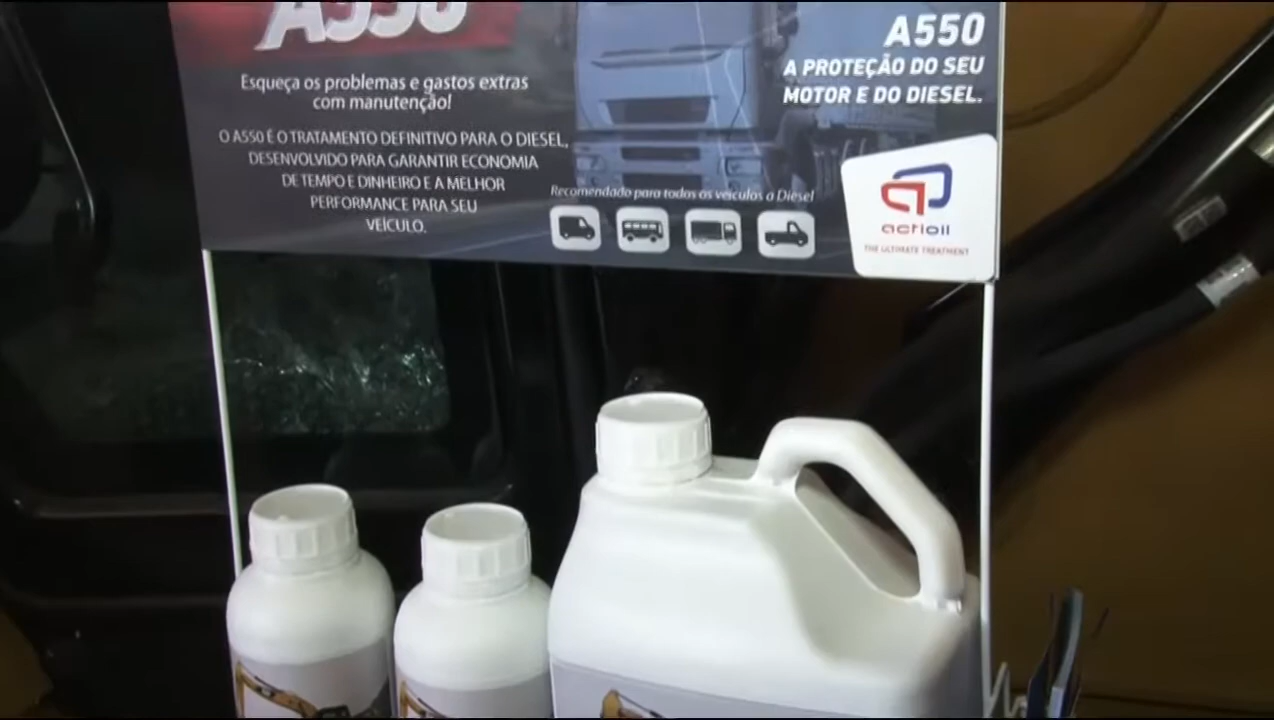 A550
Esqueça os problemas e gastos extras
com manutenção!
O A550 É O TRATAMENTO DEFINITIVO PARA O DIESEL,
DESENVOLVIDO PARA GARANTIR ECONOMIA
DE TEMPO E DINHEIRO E A MELHOR
PERFORMANCE PARA SEU
VEÍCULO.
A550
A PROTEÇÃO DO SEU
MOTOR E DO DIESEL.
Recomendado para todos os veículos a Diesel
actioil
THE ULTIMATE TREATMENT